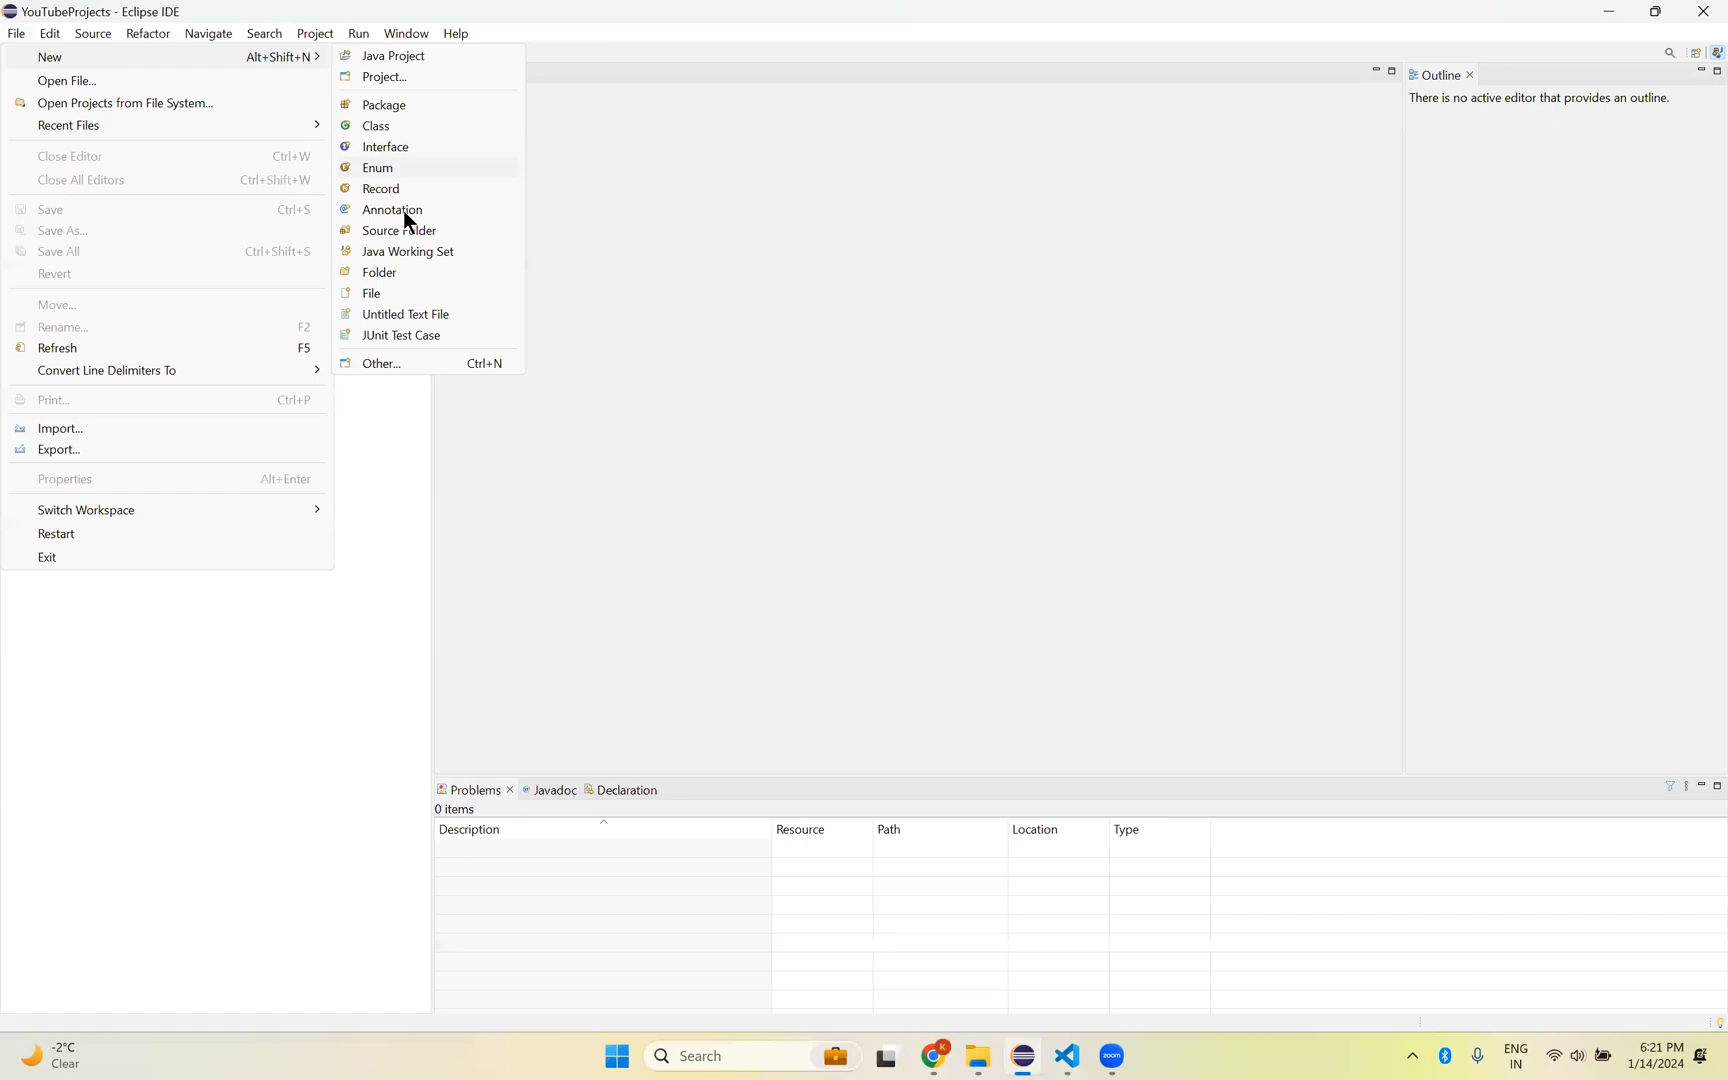 YouTubeProjects - Eclipse IDE
File Edit Source Refactor Navigate Search Project Run Window Help
New Alt+Shift+N
Open File...
Open Projects from File System...
Recent Files
Close Editor Ctrl+W
Close All Editors Ctrl+Shift+W
Save Ctrl+S
Save As...
Save All Ctrl+Shift+S
Revert
Move...
Rename... F2
Refresh F5
Convert Line Delimiters To
Print... Ctrl+P
Import...
Export...
Properties Alt+Enter
Switch Workspace
Restart
Exit
Java Project
Project...
Package
Class
Interface
Enum
Record
Annotation
Source Folder
Java Working Set
Folder
File
Untitled Text File
JUnit Test Case
Other... Ctrl+N
Outline
There is no active editor that provides an outline.
Problems Javadoc Declaration
0 items
Description Resource Path Location Type
-2°C
Clear
Search
K
zoom
ENG
IN
6:21 PM
1/14/2024